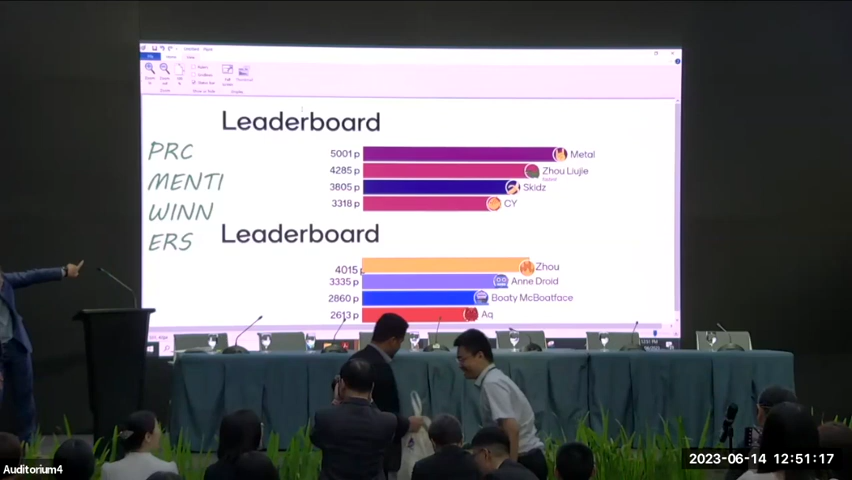 Leaderboard
PRC
MENTI
WINN
ERS
5001 p Metal
4285 p Zhou Liujie
3805 p Skidz
3318 p CY
Leaderboard
4015 p Zhou
3335 p Anne Droid
2860 p Boaty McBoatface
2613 p Aq
Auditorium4
2023-06-14 12:51:17